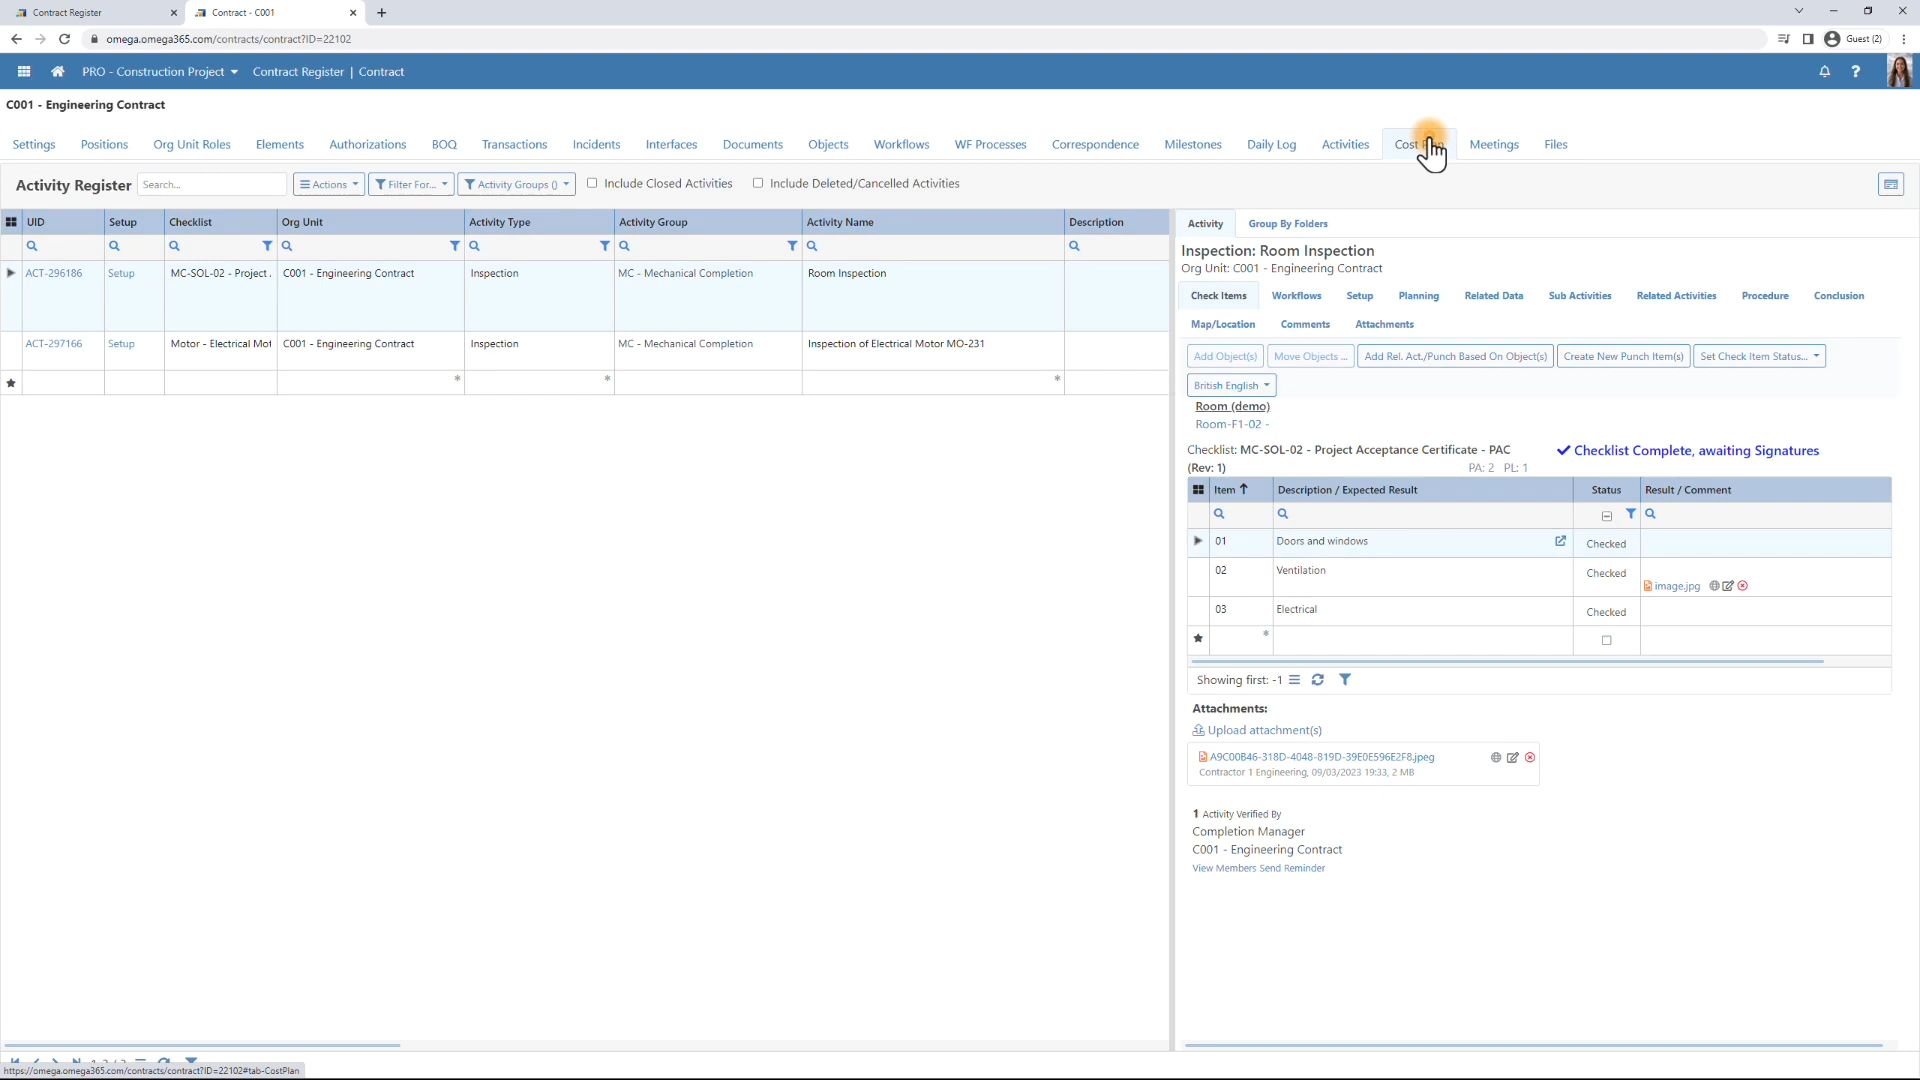 Contract Register
Contract - C001
omega.omega365.com/contracts/contract?ID=22102
Guest (2)
PRO - Construction Project
Contract Register | Contract
C001 - Engineering Contract
Settings Positions Org Unit Roles Elements Authorizations BOQ Transactions Incidents Interfaces Documents Objects Workflows WF Processes Correspondence Milestones Daily Log Activities Cost Meetings Files
Activity Register Search... Actions Filter For... Activity Groups () Include Closed Activities Include Deleted/Cancelled Activities
UID Setup Checklist Org Unit Activity Type Activity Group Activity Name Description
ACT-296186 Setup MC-SOL-02 - Project . C001 - Engineering Contract Inspection MC - Mechanical Completion Room Inspection
ACT-297166 Setup Motor - Electrical Mot C001 - Engineering Contract Inspection MC - Mechanical Completion Inspection of Electrical Motor MO-231
* * *
Activity Group By Folders
Inspection: Room Inspection
Org Unit: C001 - Engineering Contract
Check Items Workflows Setup Planning Related Data Sub Activities Related Activities Procedure Conclusion
Map/Location Comments Attachments
Add Object(s) Move Objects ... Add Rel. Act./Punch Based On Object(s) Create New Punch Item(s) Set Check Item Status...
British English
Room (demo)
Room-F1-02 -
Checklist: MC-SOL-02 - Project Acceptance Certificate - PAC
(Rev: 1) PA: 2 PL: 1
Checklist Complete, awaiting Signatures
Item Description / Expected Result Status Result / Comment
01 Doors and windows Checked
02 Ventilation Checked
image.jpg
03 Electrical Checked
*
Showing first: -1
Attachments:
Upload attachment(s)
A9C00B46-318D-4048-819D-39E0E596E2F8.jpeg
Contractor 1 Engineering, 09/03/2023 19:33, 2 MB
1 Activity Verified By
Completion Manager
C001 - Engineering Contract
View Members Send Reminder
https://omega.omega365.com/contracts/contract?ID=22102#tab-CostPlan